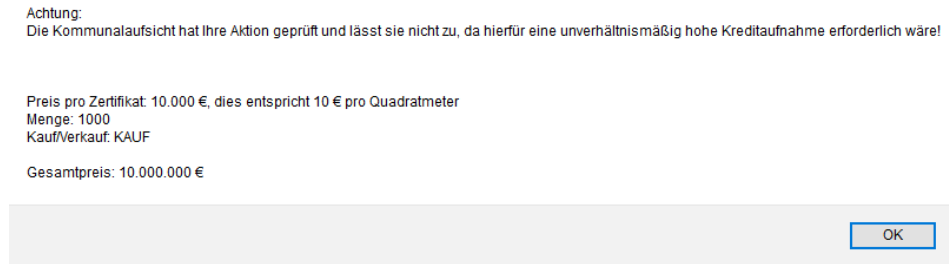 Achtung:
Die Kommunalaufsicht hat Ihre Aktion geprüft und lässt sie nicht zu, da hierfür eine unverhältnismäßig hohe Kreditaufnahme erforderlich wäre!
Preis pro Zertifikat: 10.000 €, dies entspricht 10 € pro Quadratmeter
Menge: 1000
Kauf/Verkauf: KAUF
Gesamtpreis: 10.000.000 €
OK